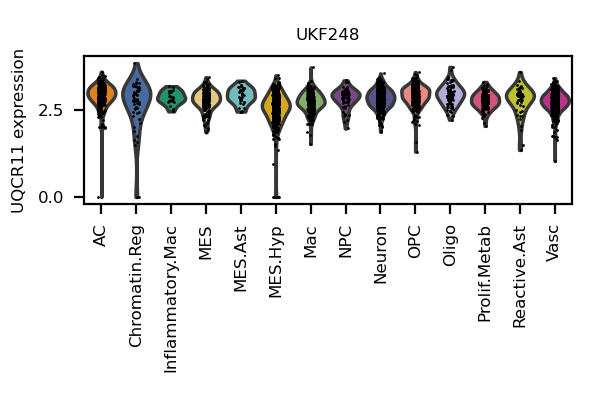 UKF248
UQCR11 expression
2.5
0.0
AC
Chromatin.Reg
Inflammatory.Mac
MES
MES.Ast
MES.Hyp
Mac
NPC
Neuron
OPC
Oligo
Prolif.Metab
Reactive.Ast
Vasc